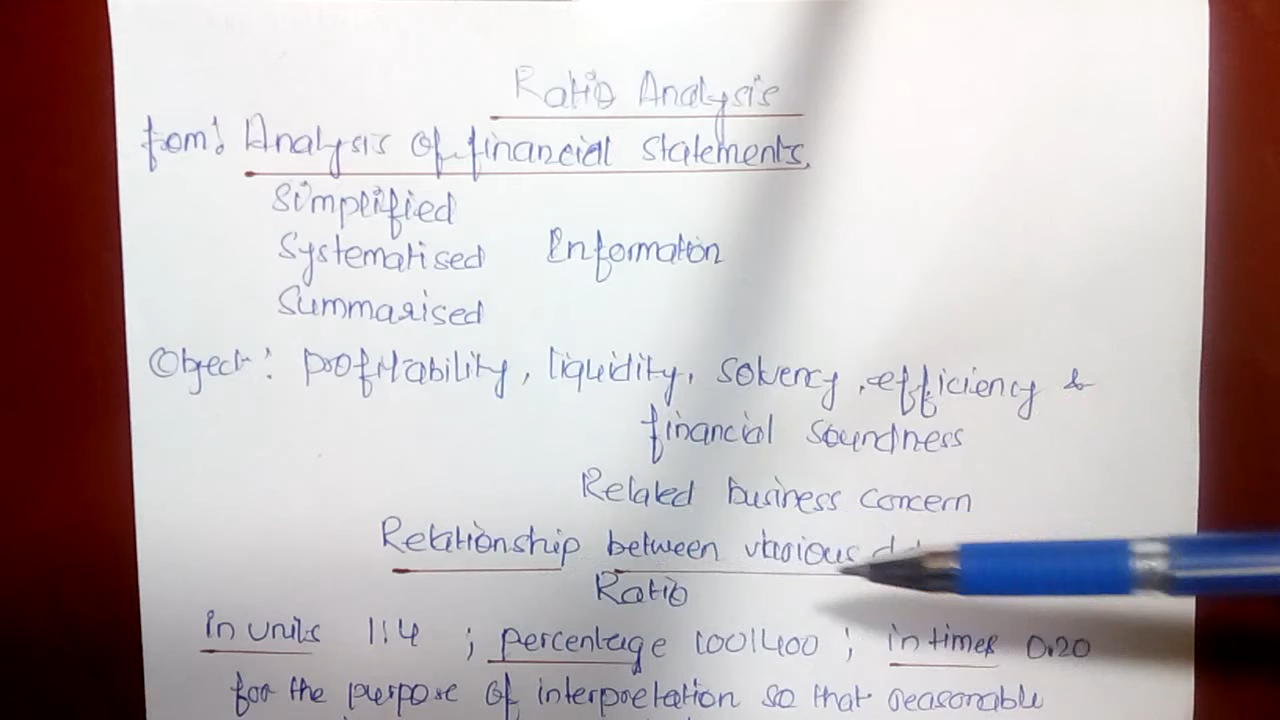 Ratio Analysis
from: Analysis of financial statements.
Simplified
Systematised Information
Summarised
Object: profitability, liquidity, solvency, efficiency &
financial soundness
Related business concern
Relationship between various
Ratio
in units 1:4 ; percentage 100/400 ; in times 0.20
for the purpose of interpretation so that reasonable